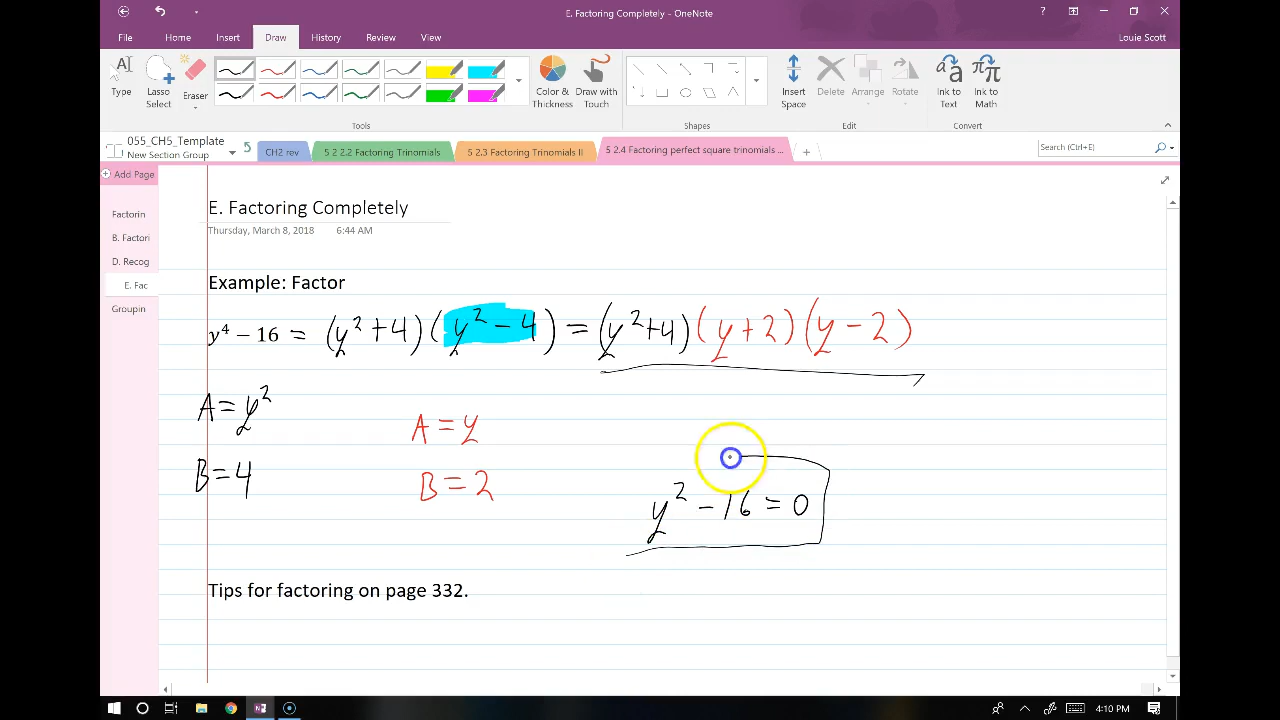 E. Factoring Completely - OneNote
?
File Home Insert Draw History Review View
Louie Scott
Type Lasso Select Eraser Color & Thickness Draw with Touch Insert Space Delete Arrange Rotate Ink to Text Ink to Math
Tools Shapes Edit Convert
055_CH5_Template
New Section Group
CH2 rev 5 2 2.2 Factoring Trinomials 5 2.3 Factoring Trinomials II 5 2.4 Factoring perfect square trinomials ... +
Search (Ctrl+E)
Add Page
Factorin
B. Factori
D. Recog
E. Fac
Groupin
E. Factoring Completely
Thursday, March 8, 2018 6:44 AM
Example: Factor
y⁴ − 16 = (y² + 4)(y² − 4) = (y² + 4)(y + 2)(y − 2)
A = y²
B = 4
A = y
B = 2
y² − 16 = 0
Tips for factoring on page 332.
4:10 PM